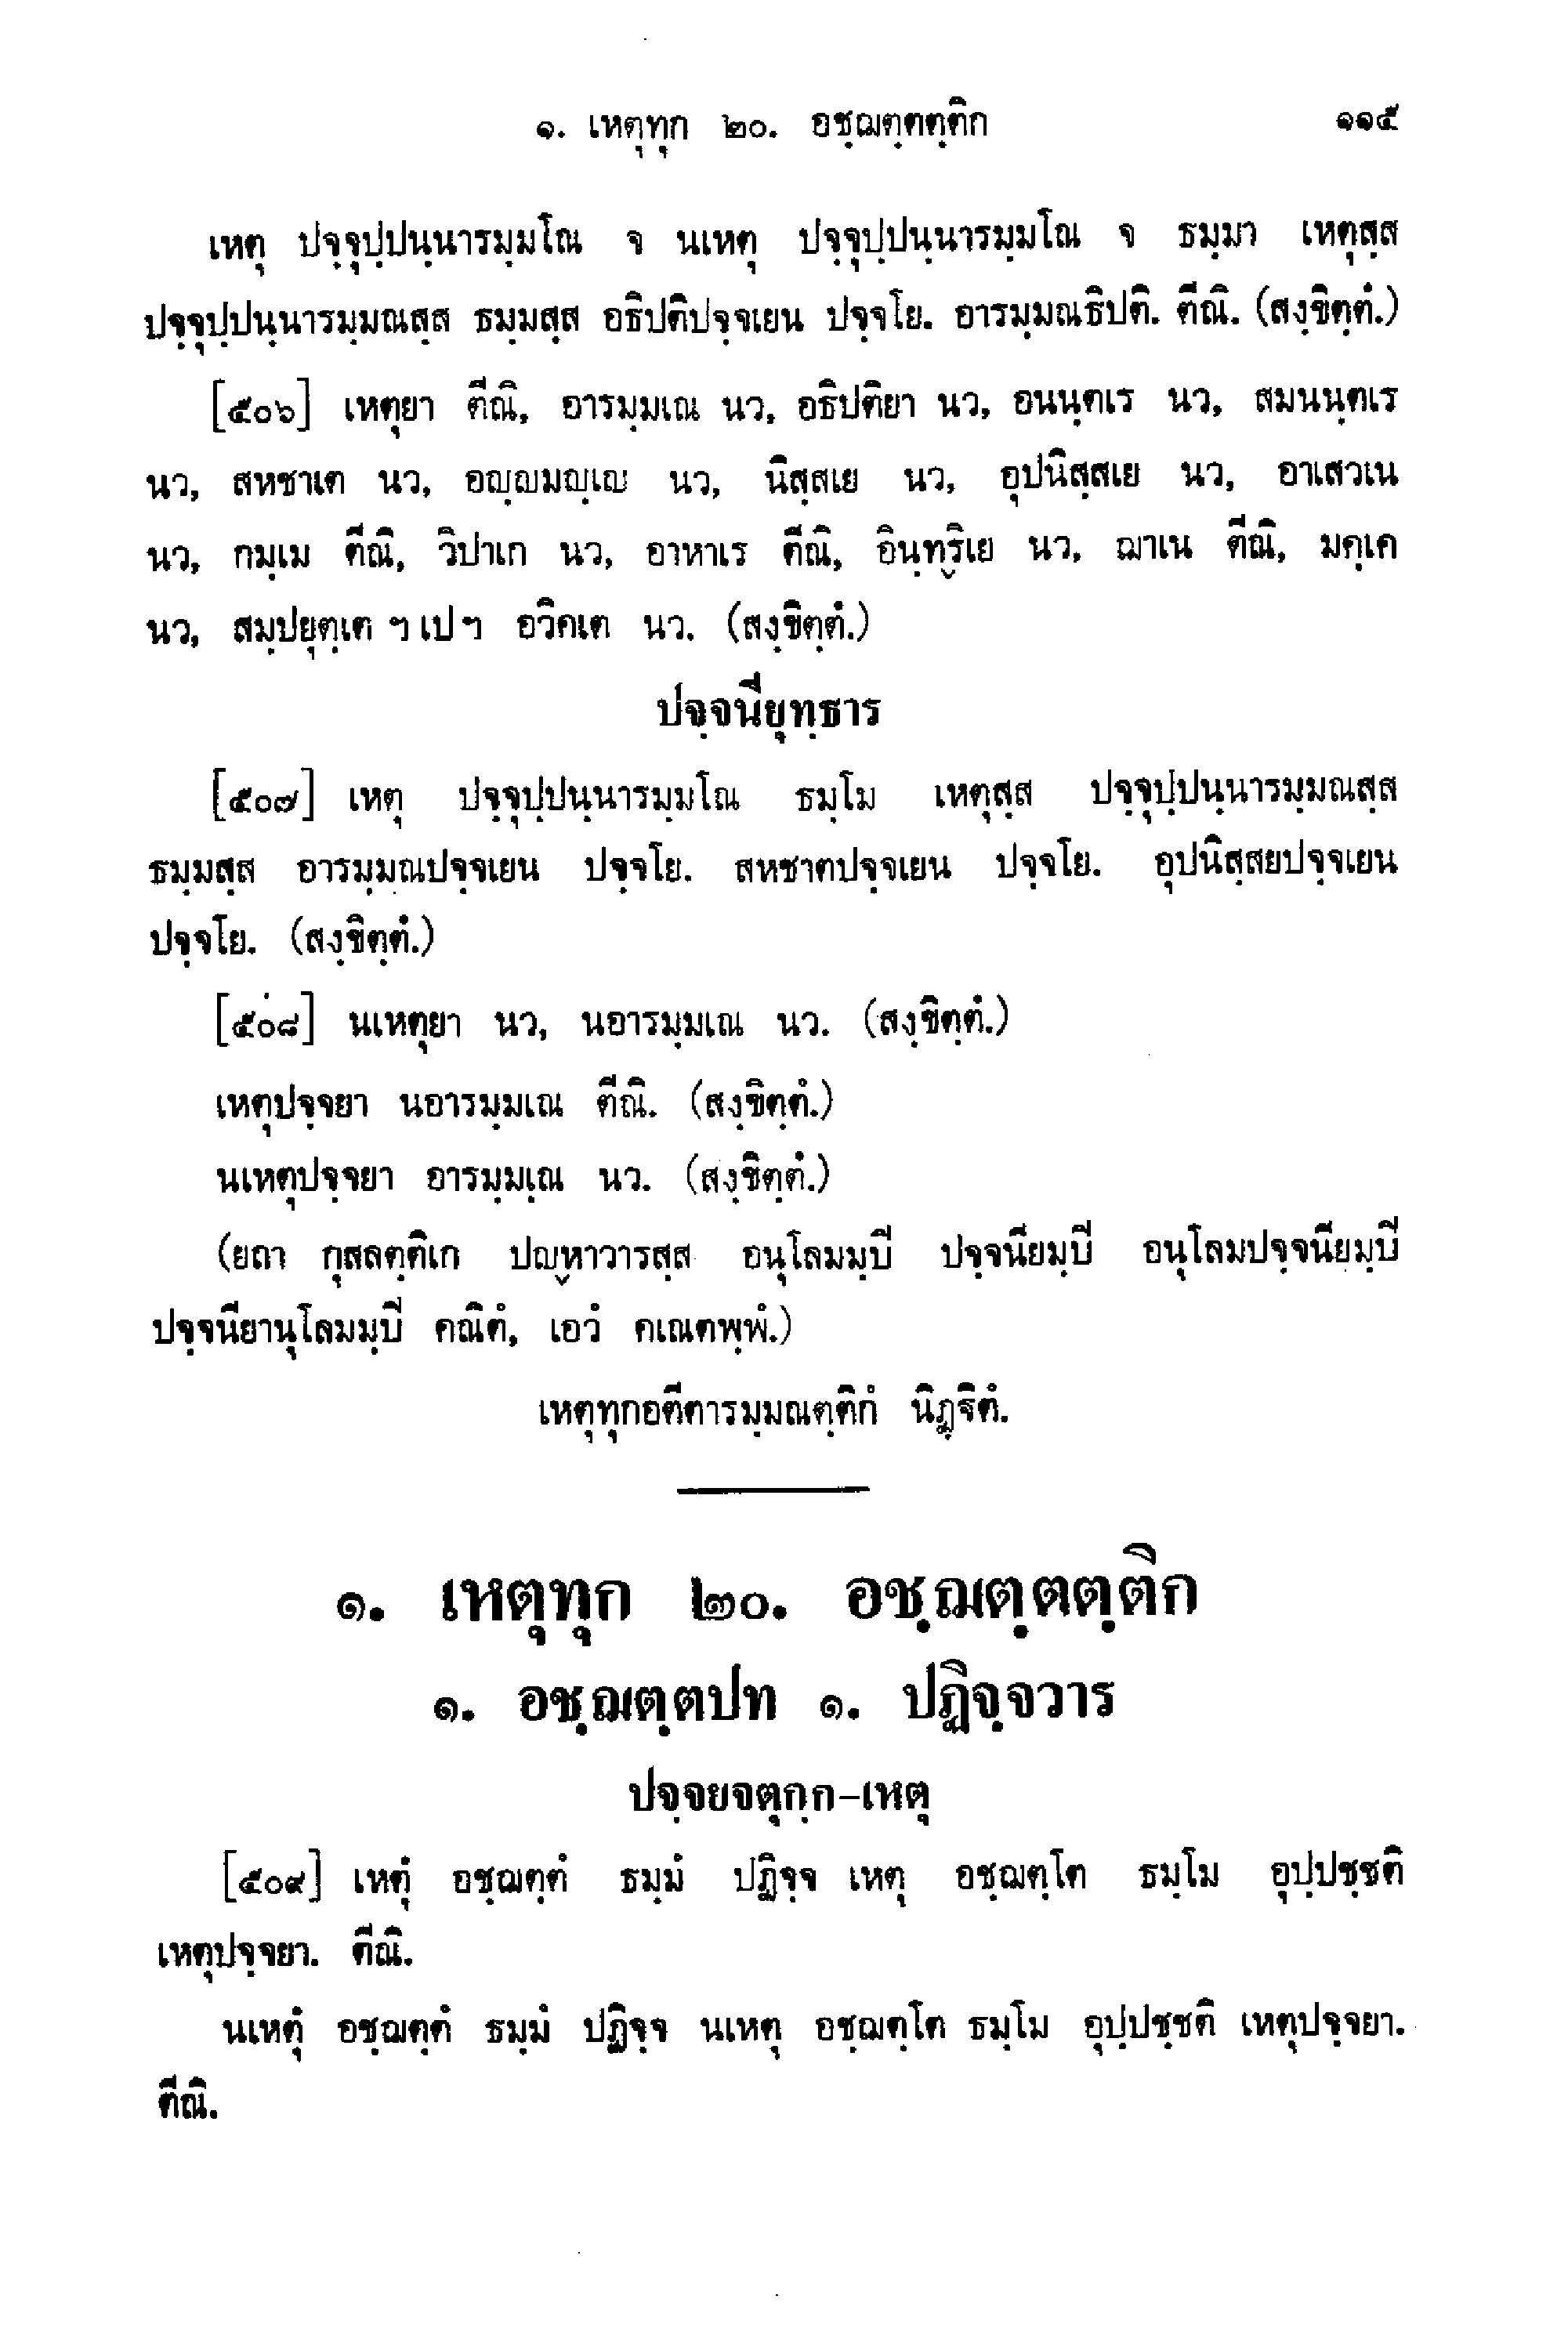 ๑. เหตุทุก ๒๐. อชฺฌตฺตตฺติก ๑๑๕
เหตุ ปจฺจุปฺปนฺนารมฺมโณ จ นเหตุ ปจฺจุปฺปนฺนารมฺมโณ จ ธมฺมา เหตุสฺส
ปจฺจุปฺปนฺนารมฺมณสฺส ธมฺมสฺส อธิปติปจฺจเยน ปจฺจโย. อารมฺมณธิปติ. ตีณิ. (สงฺขิตฺตํ.)
[๕๐๖] เหตุยา ตีณิ, อารมฺมเณ นว, อธิปติยา นว, อนนฺตเร นว, สมนนฺตเร
นว, สหชาเต นว, อญฺญมญฺเญ นว, นิสฺสเย นว, อุปนิสฺสเย นว, อาเสวเน
นว, กมฺเม ตีณิ, วิปาเก นว, อาหาเร ตีณิ, อินฺทฺริเย นว, ฌาเน ตีณิ, มคฺเค
นว, สมฺปยุตฺเต ฯ เป ฯ อวิคเต นว. (สงฺขิตฺตํ.)
ปจฺจนียุทฺธาร
[๕๐๗] เหตุ ปจฺจุปฺปนฺนารมฺมโณ ธมฺโม เหตุสฺส ปจฺจุปฺปนฺนารมฺมณสฺส
ธมฺมสฺส อารมฺมณปจฺจเยน ปจฺจโย. สหชาตปจฺจเยน ปจฺจโย. อุปนิสฺสยปจฺจเยน
ปจฺจโย. (สงฺขิตฺตํ.)
[๕๐๘] นเหตุยา นว, นอารมฺมเณ นว. (สงฺขิตฺตํ.)
เหตุปจฺจยา นอารมฺมเณ ตีณิ. (สงฺขิตฺตํ.)
นเหตุปจฺจยา อารมฺมเณ นว. (สงฺขิตฺตํ.)
(ยถา กุสลตฺติเก ปญฺหาวารสฺส อนุโลมมฺปิ ปจฺจนียมฺปิ อนุโลมปจฺจนียมฺปิ
ปจฺจนียานุโลมมฺปิ คณิตํ, เอวํ คเณตพฺพํ.)
เหตุทุกอตีตารมฺมณตฺติกํ นิฏฺฐิตํ.
๑. เหตุทุก ๒๐. อชฺฌตฺตตฺติก
๑. อชฺฌตฺตปท ๑. ปฏิจฺจวาร
ปจฺจยจตุกฺก-เหตุ
[๕๐๙] เหตุํ อชฺฌตฺตํ ธมฺมํ ปฏิจฺจ เหตุ อชฺฌตฺโต ธมฺโม อุปฺปชฺชติ
เหตุปจฺจยา. ตีณิ.
นเหตุํ อชฺฌตฺตํ ธมฺมํ ปฏิจฺจ นเหตุ อชฺฌตฺโต ธมฺโม อุปฺปชฺชติ เหตุปจฺจยา.
ตีณิ.